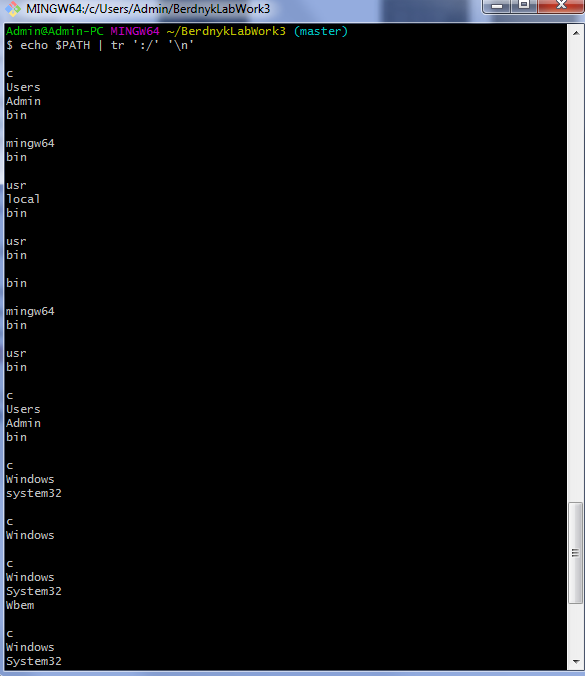 MINGW64:/c/Users/Admin/BerdnykLabWork3
Admin@Admin-PC MINGW64 ~/BerdnykLabWork3 (master)
$ echo $PATH | tr ':/' '\n'
c
Users
Admin
bin
mingw64
bin
usr
local
bin
usr
bin
bin
mingw64
bin
usr
bin
c
Users
Admin
bin
c
Windows
system32
c
Windows
c
Windows
System32
Wbem
c
Windows
System32